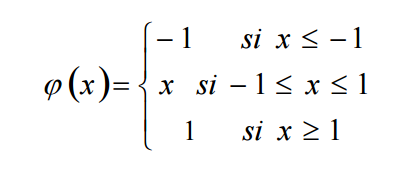 − 1 si x ≤ − 1
φ(x)= { x si − 1 ≤ x ≤ 1
1 si x ≥ 1